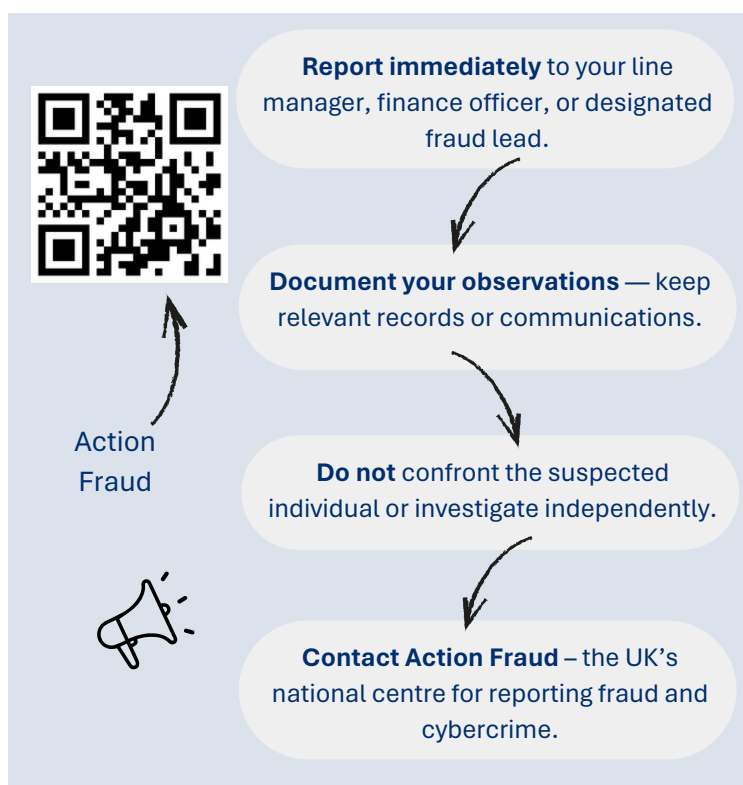 Report immediately to your line
manager, finance officer, or designated
fraud lead.
Document your observations — keep
relevant records or communications.
Action
Fraud
Do not confront the suspected
individual or investigate independently.
Contact Action Fraud – the UK's
national centre for reporting fraud and
cybercrime.